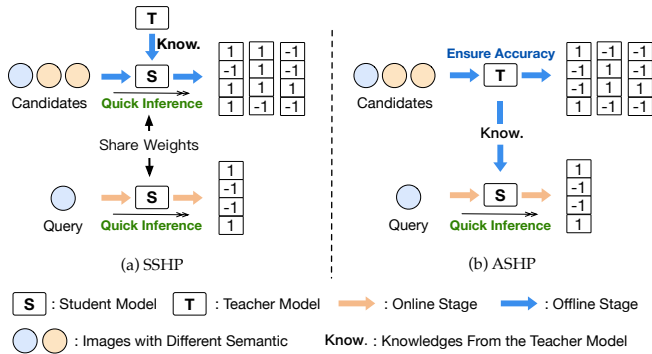 T
Know.
S
Candidates
Quick Inference
1 1 -1
-1 1 -1
1 1 1
1 -1 -1
Share Weights
S
Query
Quick Inference
1
-1
-1
1
(a) SSHP
Ensure Accuracy
T
Candidates
1 1 -1
-1 1 -1
-1 1 1
1 -1 -1
Know.
S
Query
Quick Inference
1
-1
-1
1
(b) ASHP
S : Student Model T : Teacher Model : Online Stage : Offline Stage
: Images with Different Semantic Know. : Knowledges From the Teacher Model